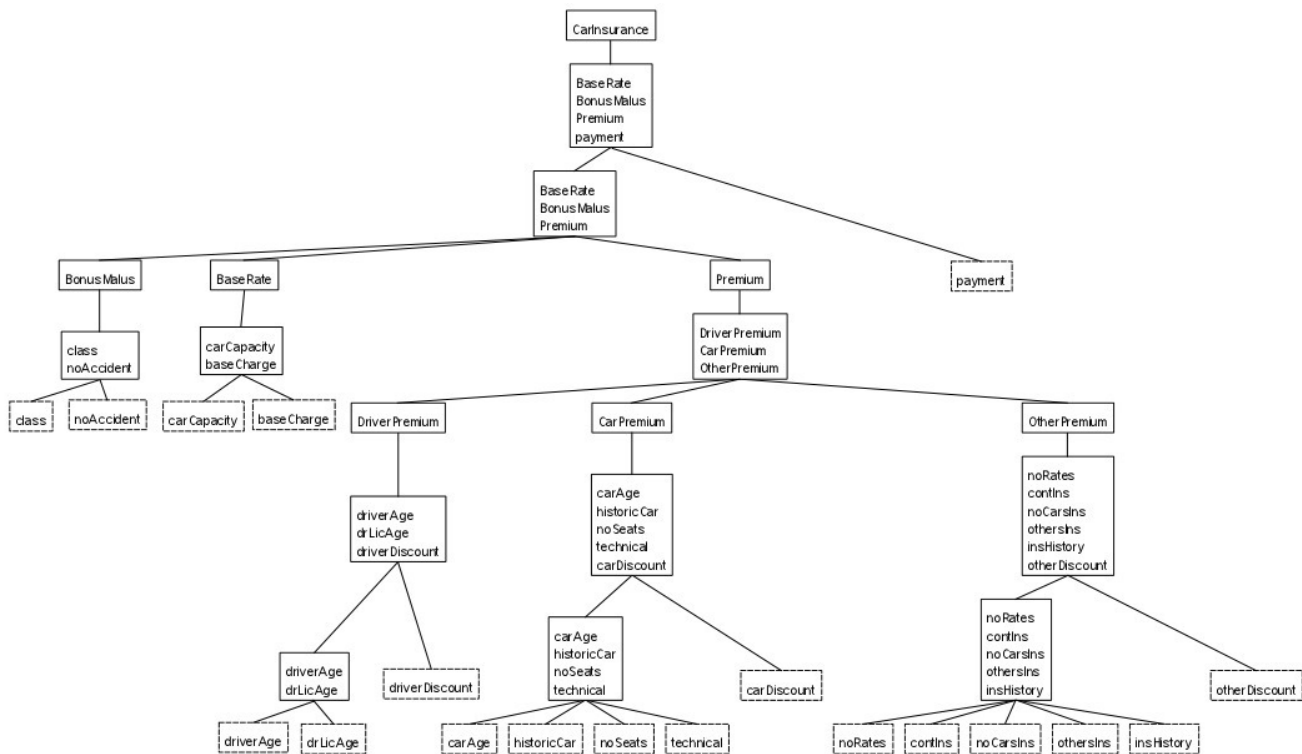 CarInsurance
BaseRate
BonusMalus
Premium
payment
BaseRate
BonusMalus
Premium
BonusMalus
BaseRate
Premium
payment
class
noAccident
carCapacity
baseCharge
DriverPremium
CarPremium
OtherPremium
class
noAccident
carCapacity
baseCharge
DriverPremium
CarPremium
OtherPremium
driverAge
drLicAge
driverDiscount
carAge
historicCar
noSeats
technical
carDiscount
noRates
contIns
noCarsIns
othersIns
insHistory
otherDiscount
driverAge
drLicAge
driverDiscount
carAge
historicCar
noSeats
technical
carDiscount
noRates
contIns
noCarsIns
othersIns
insHistory
otherDiscount
driverAge
drLicAge
carAge
historicCar
noSeats
technical
noRates
contIns
noCarsIns
othersIns
insHistory